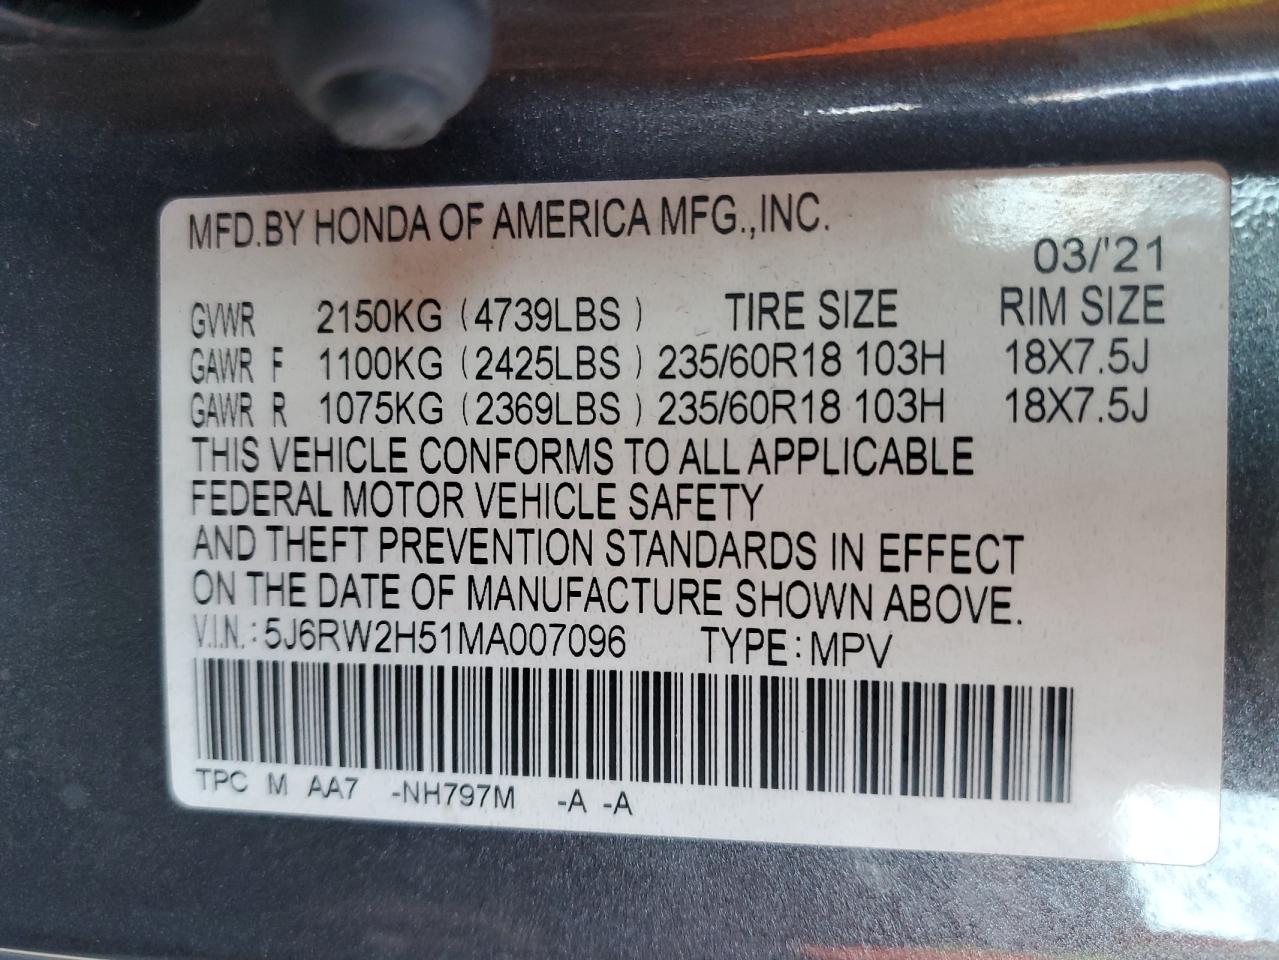 MFD.BY HONDA OF AMERICA MFG.,INC.
03/'21
GVWR 2150KG (4739LBS) TIRE SIZE RIM SIZE
GAWR F 1100KG (2425LBS) 235/60R18 103H 18X7.5J
GAWR R 1075KG (2369LBS) 235/60R18 103H 18X7.5J
THIS VEHICLE CONFORMS TO ALL APPLICABLE
FEDERAL MOTOR VEHICLE SAFETY
AND THEFT PREVENTION STANDARDS IN EFFECT
ON THE DATE OF MANUFACTURE SHOWN ABOVE.
V.I.N.: 5J6RW2H51MA007096 TYPE: MPV
TPC M AA7 -NH797M -A -A